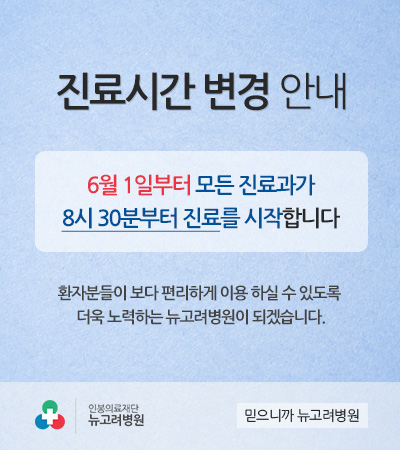 진료시간 변경 안내
6월 1일부터 모든 진료과가
8시 30분부터 진료를 시작합니다
환자분들이 보다 편리하게 이용 하실 수 있도록
더욱 노력하는 뉴고려병원이 되겠습니다.
인봉의료재단
뉴고려병원
믿으니까 뉴고려병원